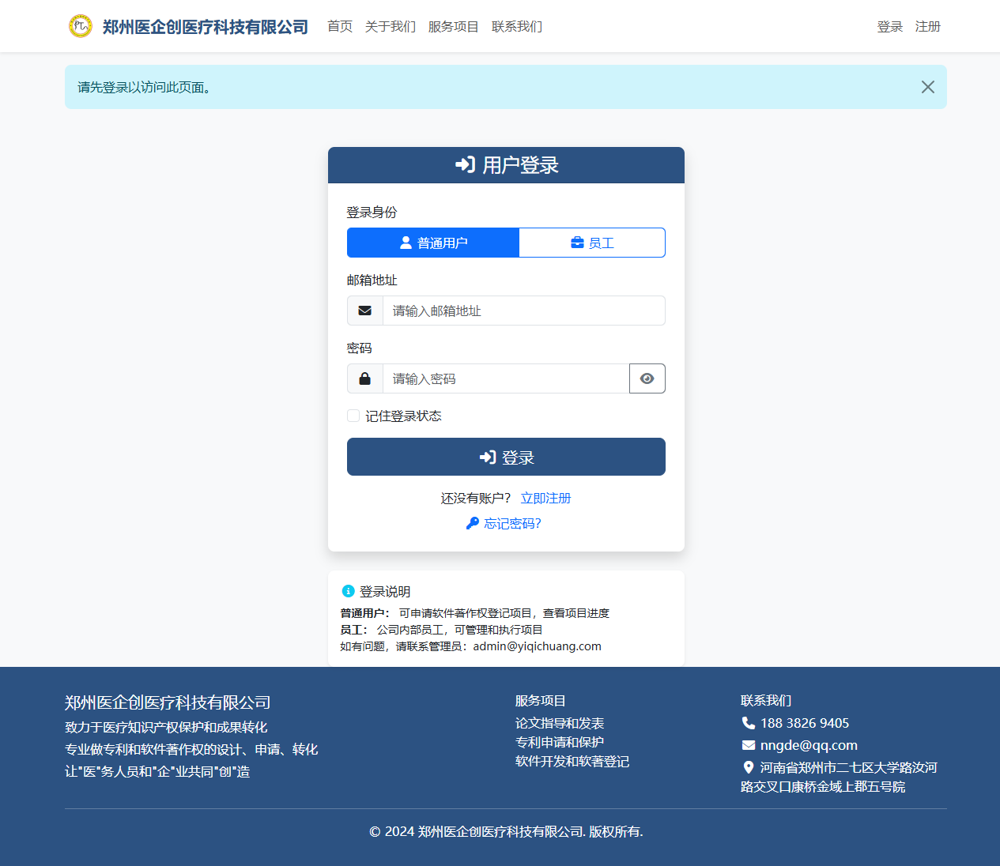 郑州医企创医疗科技有限公司 首页 关于我们 服务项目 联系我们 登录 注册
请先登录以访问此页面。
用户登录
登录身份
普通用户 员工
邮箱地址
请输入邮箱地址
密码
请输入密码
记住登录状态
登录
还没有账户？ 立即注册
忘记密码?
登录说明
普通用户： 可申请软件著作权登记项目，查看项目进度
员工： 公司内部员工，可管理和执行项目
如有问题，请联系管理员：admin@yiqichuang.com
郑州医企创医疗科技有限公司
致力于医疗知识产权保护和成果转化
专业做专利和软件著作权的设计、申请、转化
让"医"务人员和"企"业共同"创"造
服务项目
论文指导和发表
专利申请和保护
软件开发和软著登记
联系我们
188 3826 9405
nngde@qq.com
河南省郑州市二七区大学路汝河
路交叉口康桥金域上郡五号院
© 2024 郑州医企创医疗科技有限公司. 版权所有.